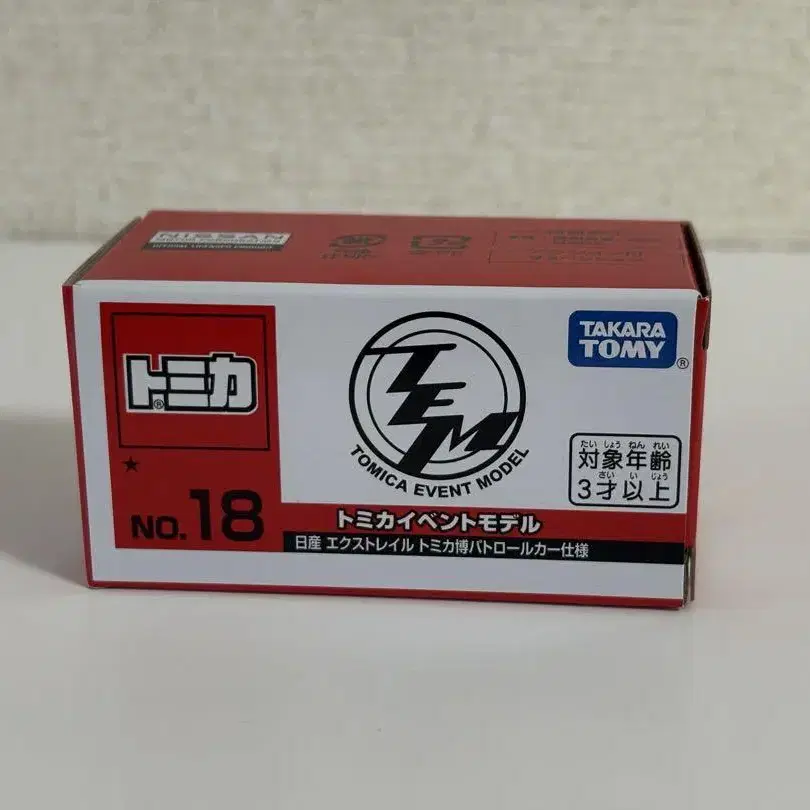 NISSAN
トミカ
TEM
TOMICA EVENT MODEL
TAKARA
TOMY
たい しょう ねん れい
対象年齢
さい い じょう
3才以上
NO.18
トミカイベントモデル
日産 エクストレイル トミカ博パトロールカー仕様